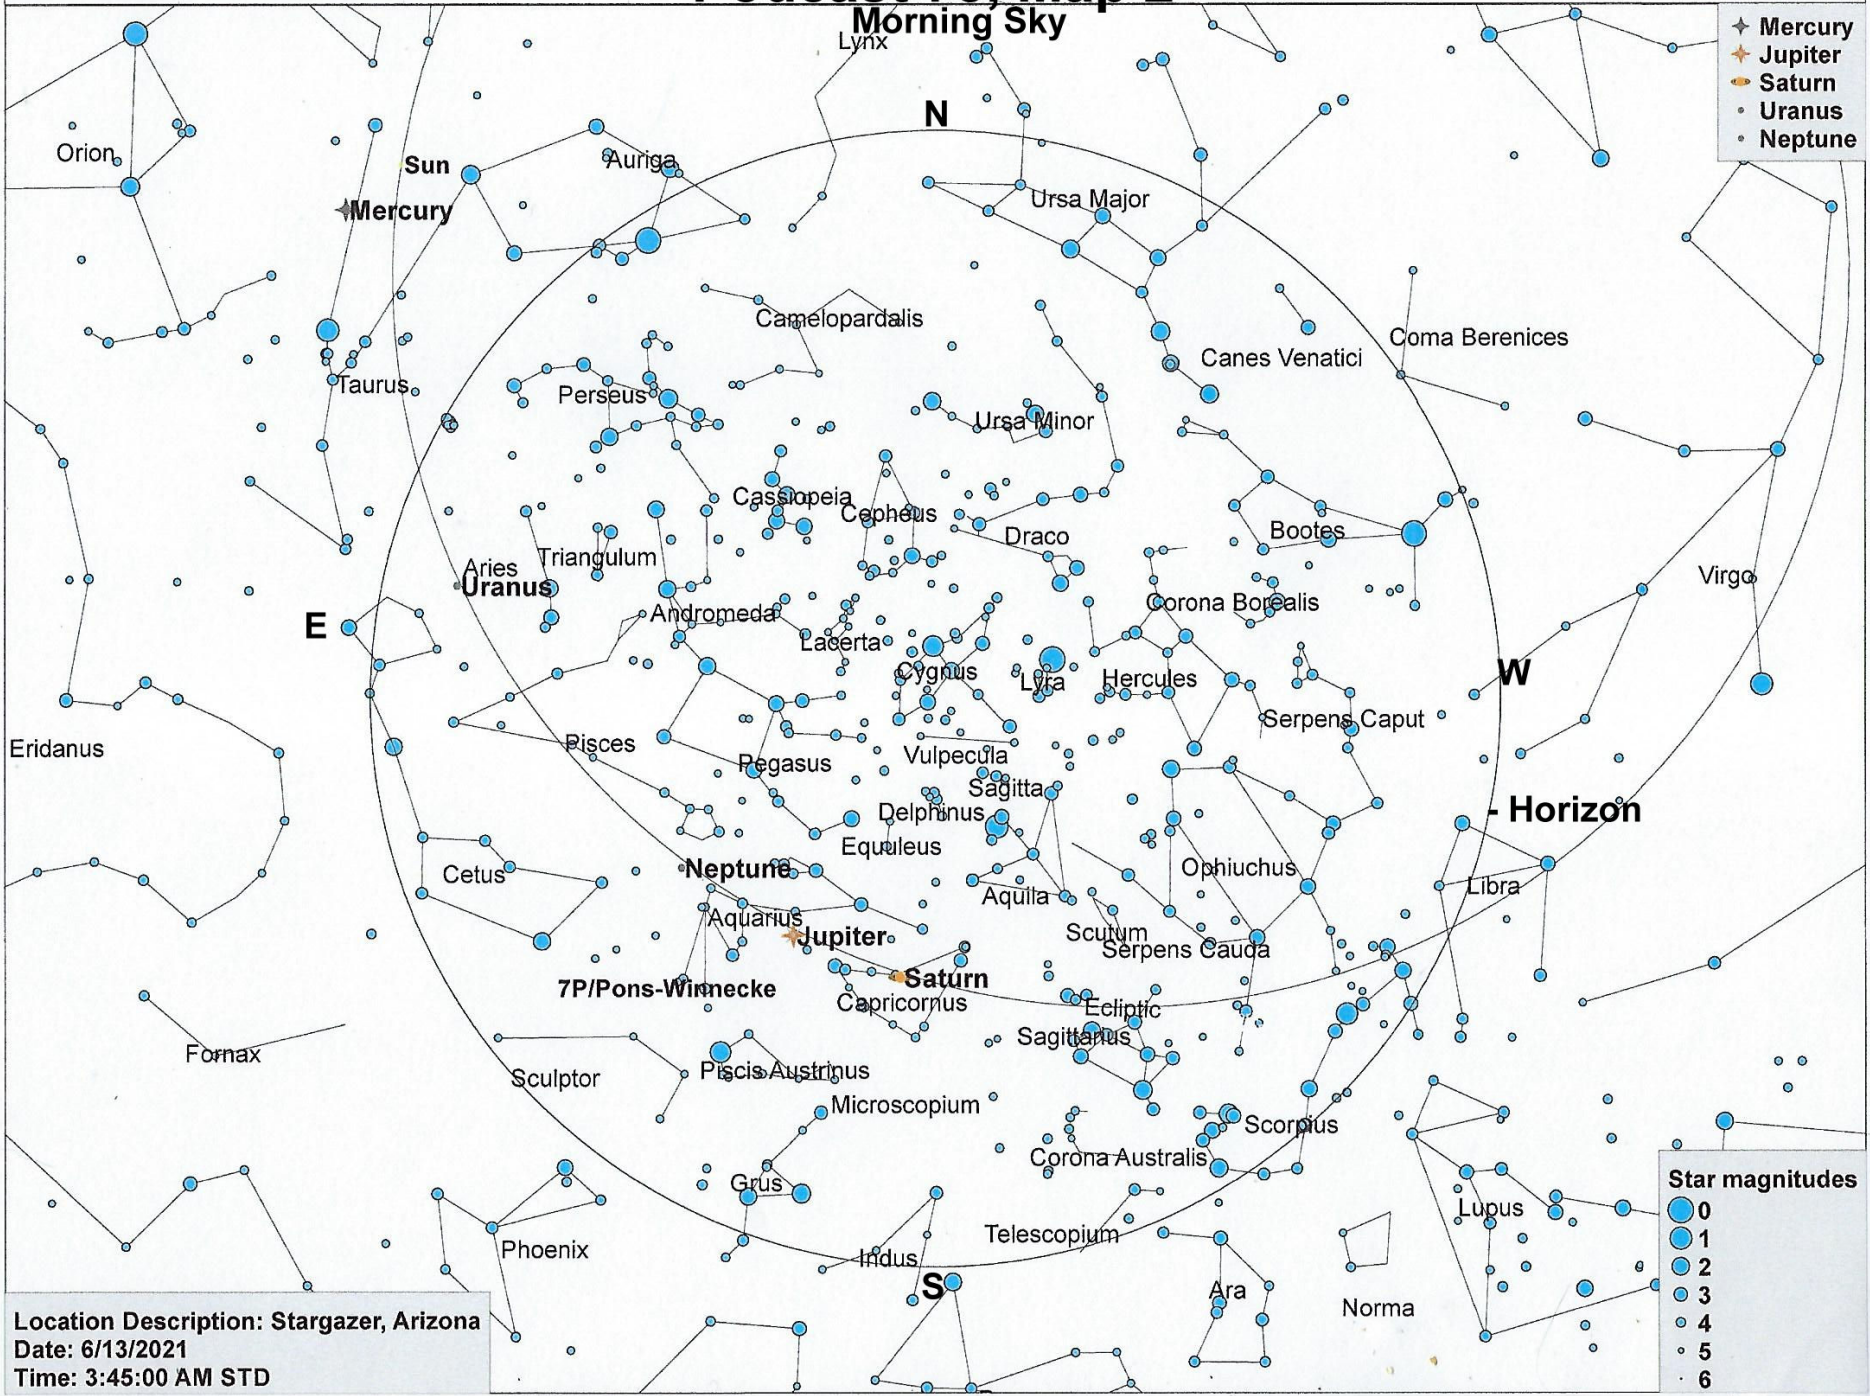 Morning Sky
Mercury
Jupiter
Saturn
Uranus
Neptune
Lynx
N
Orion
Sun
Auriga
Mercury
Ursa Major
Camelopardalis
Coma Berenices
Canes Venatici
Taurus
Perseus
Ursa Minor
Cassiopeia
Cepheus
Draco
Bootes
Triangulum
Aries
Uranus
Virgo
Andromeda
Corona Borealis
E
Lacerta
Cygnus
Lyra
Hercules
W
Serpens Caput
Eridanus
Pisces
Pegasus
Vulpecula
Sagitta
Delphinus
- Horizon
Equuleus
Cetus
Neptune
Ophiuchus
Libra
Aquila
Aquarius
Jupiter
Scutum
Serpens Cauda
7P/Pons-Winnecke
Saturn
Capricornus
Ecliptic
Sagittarius
Fornax
Sculptor
Piscis Austrinus
Microscopium
Scorpius
Corona Australis
Grus
Lupus
Phoenix
Indus
Telescopium
S
Ara
Norma
Star magnitudes
0
1
2
3
4
5
6
Location Description: Stargazer, Arizona
Date: 6/13/2021
Time: 3:45:00 AM STD